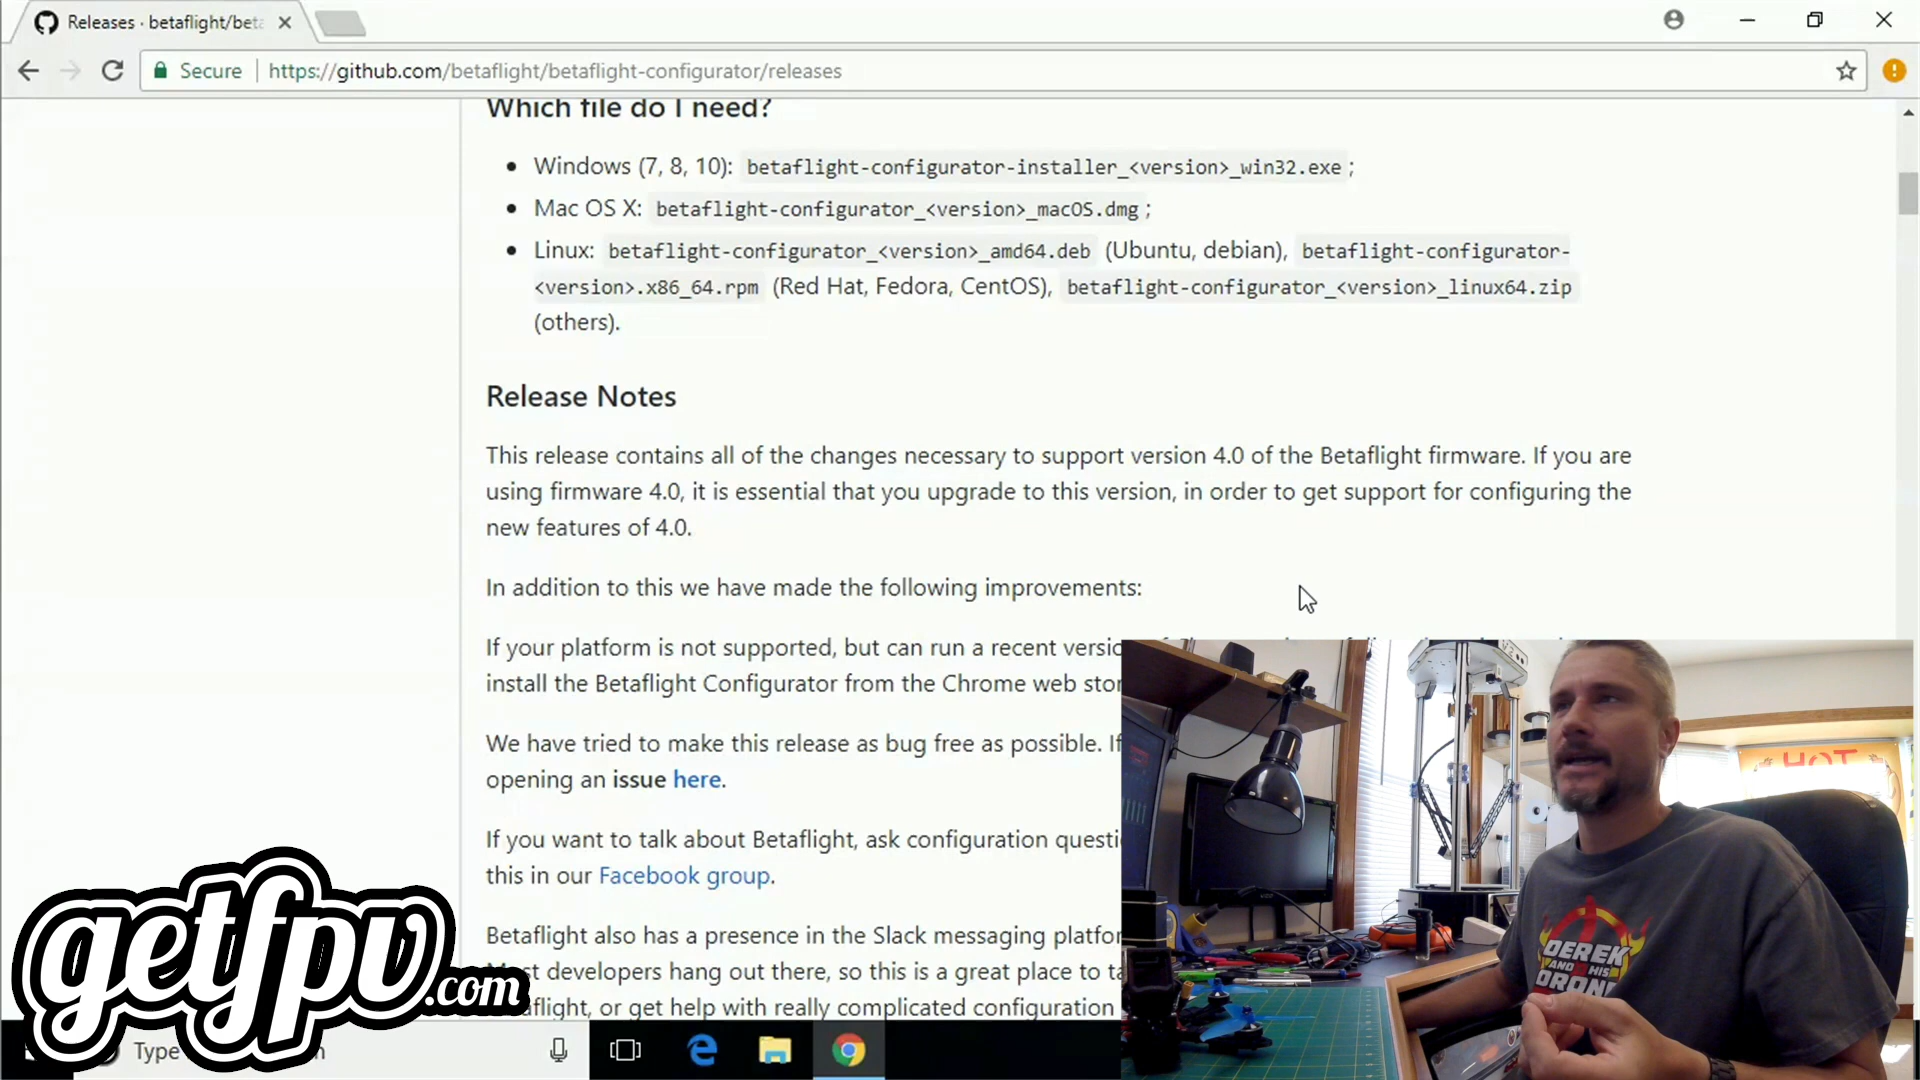 Releases · betaflight/bet
Secure https://github.com/betaflight/betaflight-configurator/releases
Which file do I need?
Windows (7, 8, 10): betaflight-configurator-installer_<version>_win32.exe ;
Mac OS X: betaflight-configurator_<version>_macOS.dmg ;
Linux: betaflight-configurator_<version>_amd64.deb (Ubuntu, debian), betaflight-configurator-
<version>.x86_64.rpm (Red Hat, Fedora, CentOS), betaflight-configurator_<version>_linux64.zip
(others).
Release Notes
This release contains all of the changes necessary to support version 4.0 of the Betaflight firmware. If you are
using firmware 4.0, it is essential that you upgrade to this version, in order to get support for configuring the
new features of 4.0.
In addition to this we have made the following improvements:
If your platform is not supported, but can run a recent versio
install the Betaflight Configurator from the Chrome web stor
We have tried to make this release as bug free as possible. If
opening an issue here.
If you want to talk about Betaflight, ask configuration questi
this in our Facebook group.
Betaflight also has a presence in the Slack messaging platfor
st developers hang out there, so this is a great place to ta
aflight, or get help with really complicated configuration
getfpv.com
Type
HOT
DEREK
AND HIS
DRONE